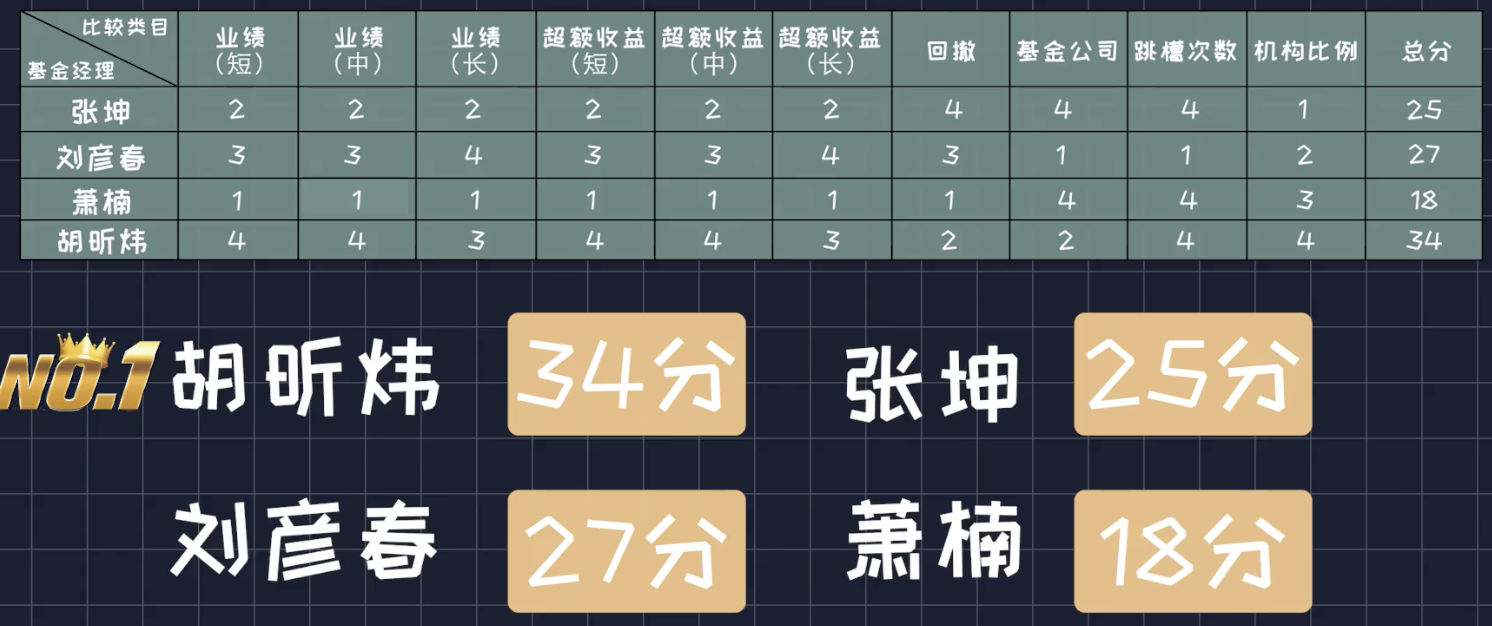 比较类目
基金经理
业绩（短） 业绩（中） 业绩（长） 超额收益（短） 超额收益（中） 超额收益（长） 回撤 基金公司 跳槽次数 机构比例 总分
张坤 2 2 2 2 2 2 4 4 4 1 25
刘彦春 3 3 4 3 3 4 3 1 1 2 27
萧楠 1 1 1 1 1 1 1 4 4 3 18
胡昕炜 4 4 3 4 4 3 2 2 4 4 34
NO.1 胡昕炜 34分 张坤 25分
刘彦春 27分 萧楠 18分